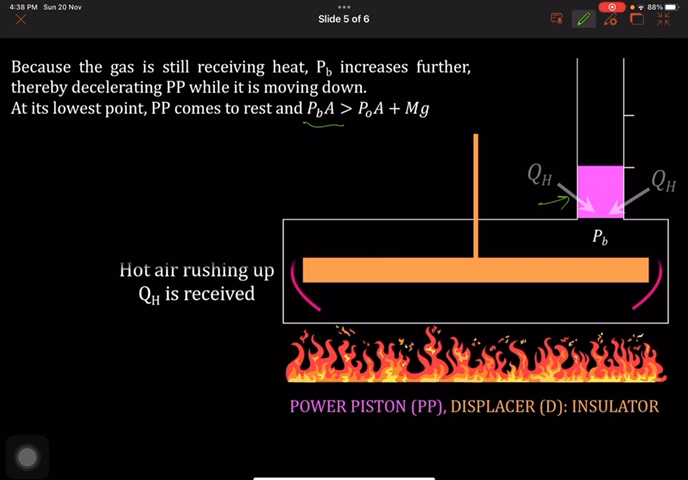 4:38 PM Sun 20 Nov
88%
Slide 5 of 6
Because the gas is still receiving heat, P_b increases further,
thereby decelerating PP while it is moving down.
At its lowest point, PP comes to rest and P_bA > P_oA + Mg
Q_H
Q_H
P_b
Hot air rushing up
Q_H is received
POWER PISTON (PP), DISPLACER (D): INSULATOR